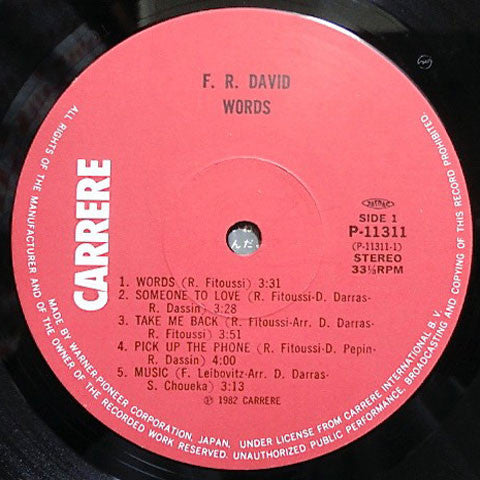 F. R. DAVID
WORDS
CARRERE
JASRAC
SIDE 1
P-11311
(P-11311-1)
STEREO
33⅓RPM
んだ.
1. WORDS (R. Fitoussi) 3:31
2. SOMEONE TO LOVE (R. Fitoussi-D. Darras-
R. Dassin) 3:28
3. TAKE ME BACK (R. Fitoussi-Arr. D. Darras-
R. Fitoussi) 3:51
4. PICK UP THE PHONE (R. Fitoussi-D. Pepin-
R. Dassin) 4:00
5. MUSIC (F. Leibovitz-Arr. D. Darras-
S. Choueka) 3:13
℗ 1982 CARRERE
ALL RIGHTS OF THE MANUFACTURER AND OF THE OWNER OF THE RECORDED WORK RESERVED. UNAUTHORIZED PUBLIC PERFORMANCE, BROADCASTING AND COPYING OF THIS RECORD PROHIBITED.
MADE BY WARNER-PIONEER CORPORATION, JAPAN, UNDER LICENSE FROM CARRERE INTERNATIONAL B.V.